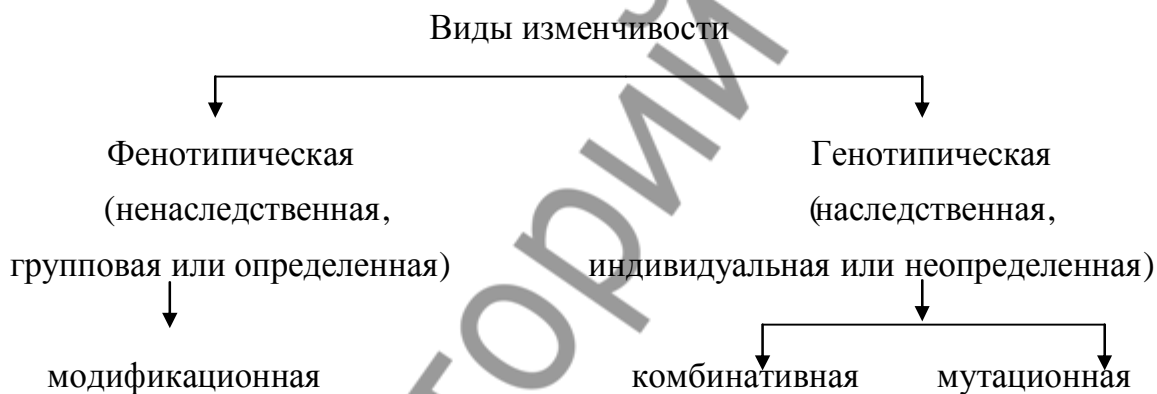 Виды изменчивости
Фенотипическая Генотипическая
(ненаследственная, (наследственная,
групповая или определенная) индивидуальная или неопределенная)
модификационная комбинативная мутационная